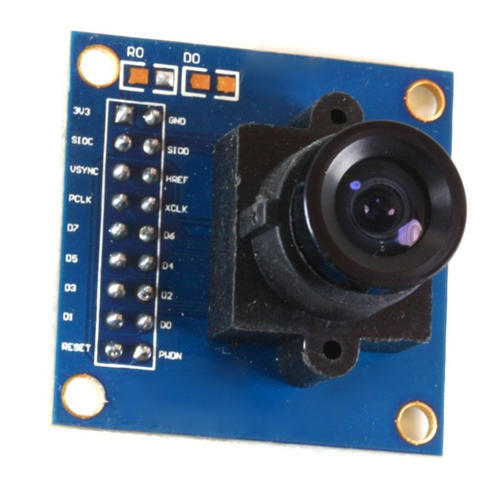 R0 D0
3V3 GND
SIOC SIOD
VSYNC HREF
PCLK XCLK
D7 D6
D5 D4
D3 D2
D1 D0
RESET PWDN